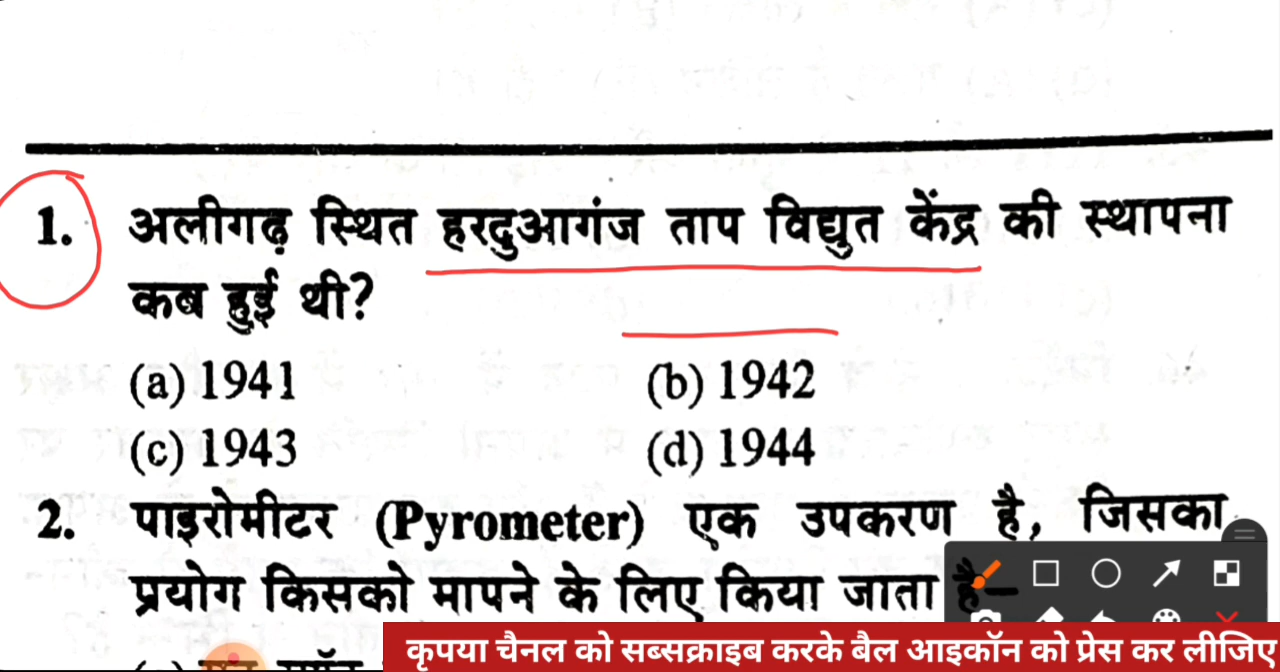 1. अलीगढ़ स्थित हरदुआगंज ताप विद्युत केंद्र की स्थापना
कब हुई थी?
(a) 1941 (b) 1942
(c) 1943 (d) 1944
2. पाइरोमीटर (Pyrometer) एक उपकरण है, जिसका
प्रयोग किसको मापने के लिए किया जाता है–
कृपया चैनल को सब्सक्राइब करके बैल आइकॉन को प्रेस कर लीजिए